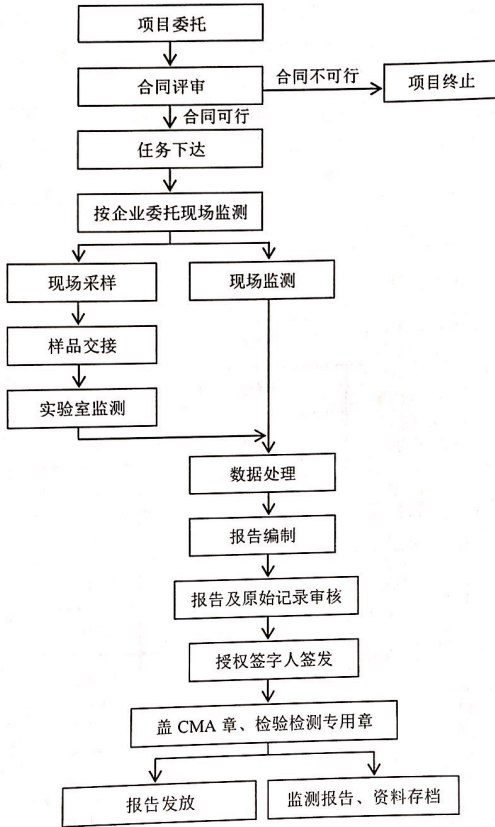 项目委托
合同评审
合同不可行
项目终止
合同可行
任务下达
按企业委托现场监测
现场采样
现场监测
样品交接
实验室监测
数据处理
报告编制
报告及原始记录审核
授权签字人签发
盖 CMA 章、检验检测专用章
报告发放
监测报告、资料存档